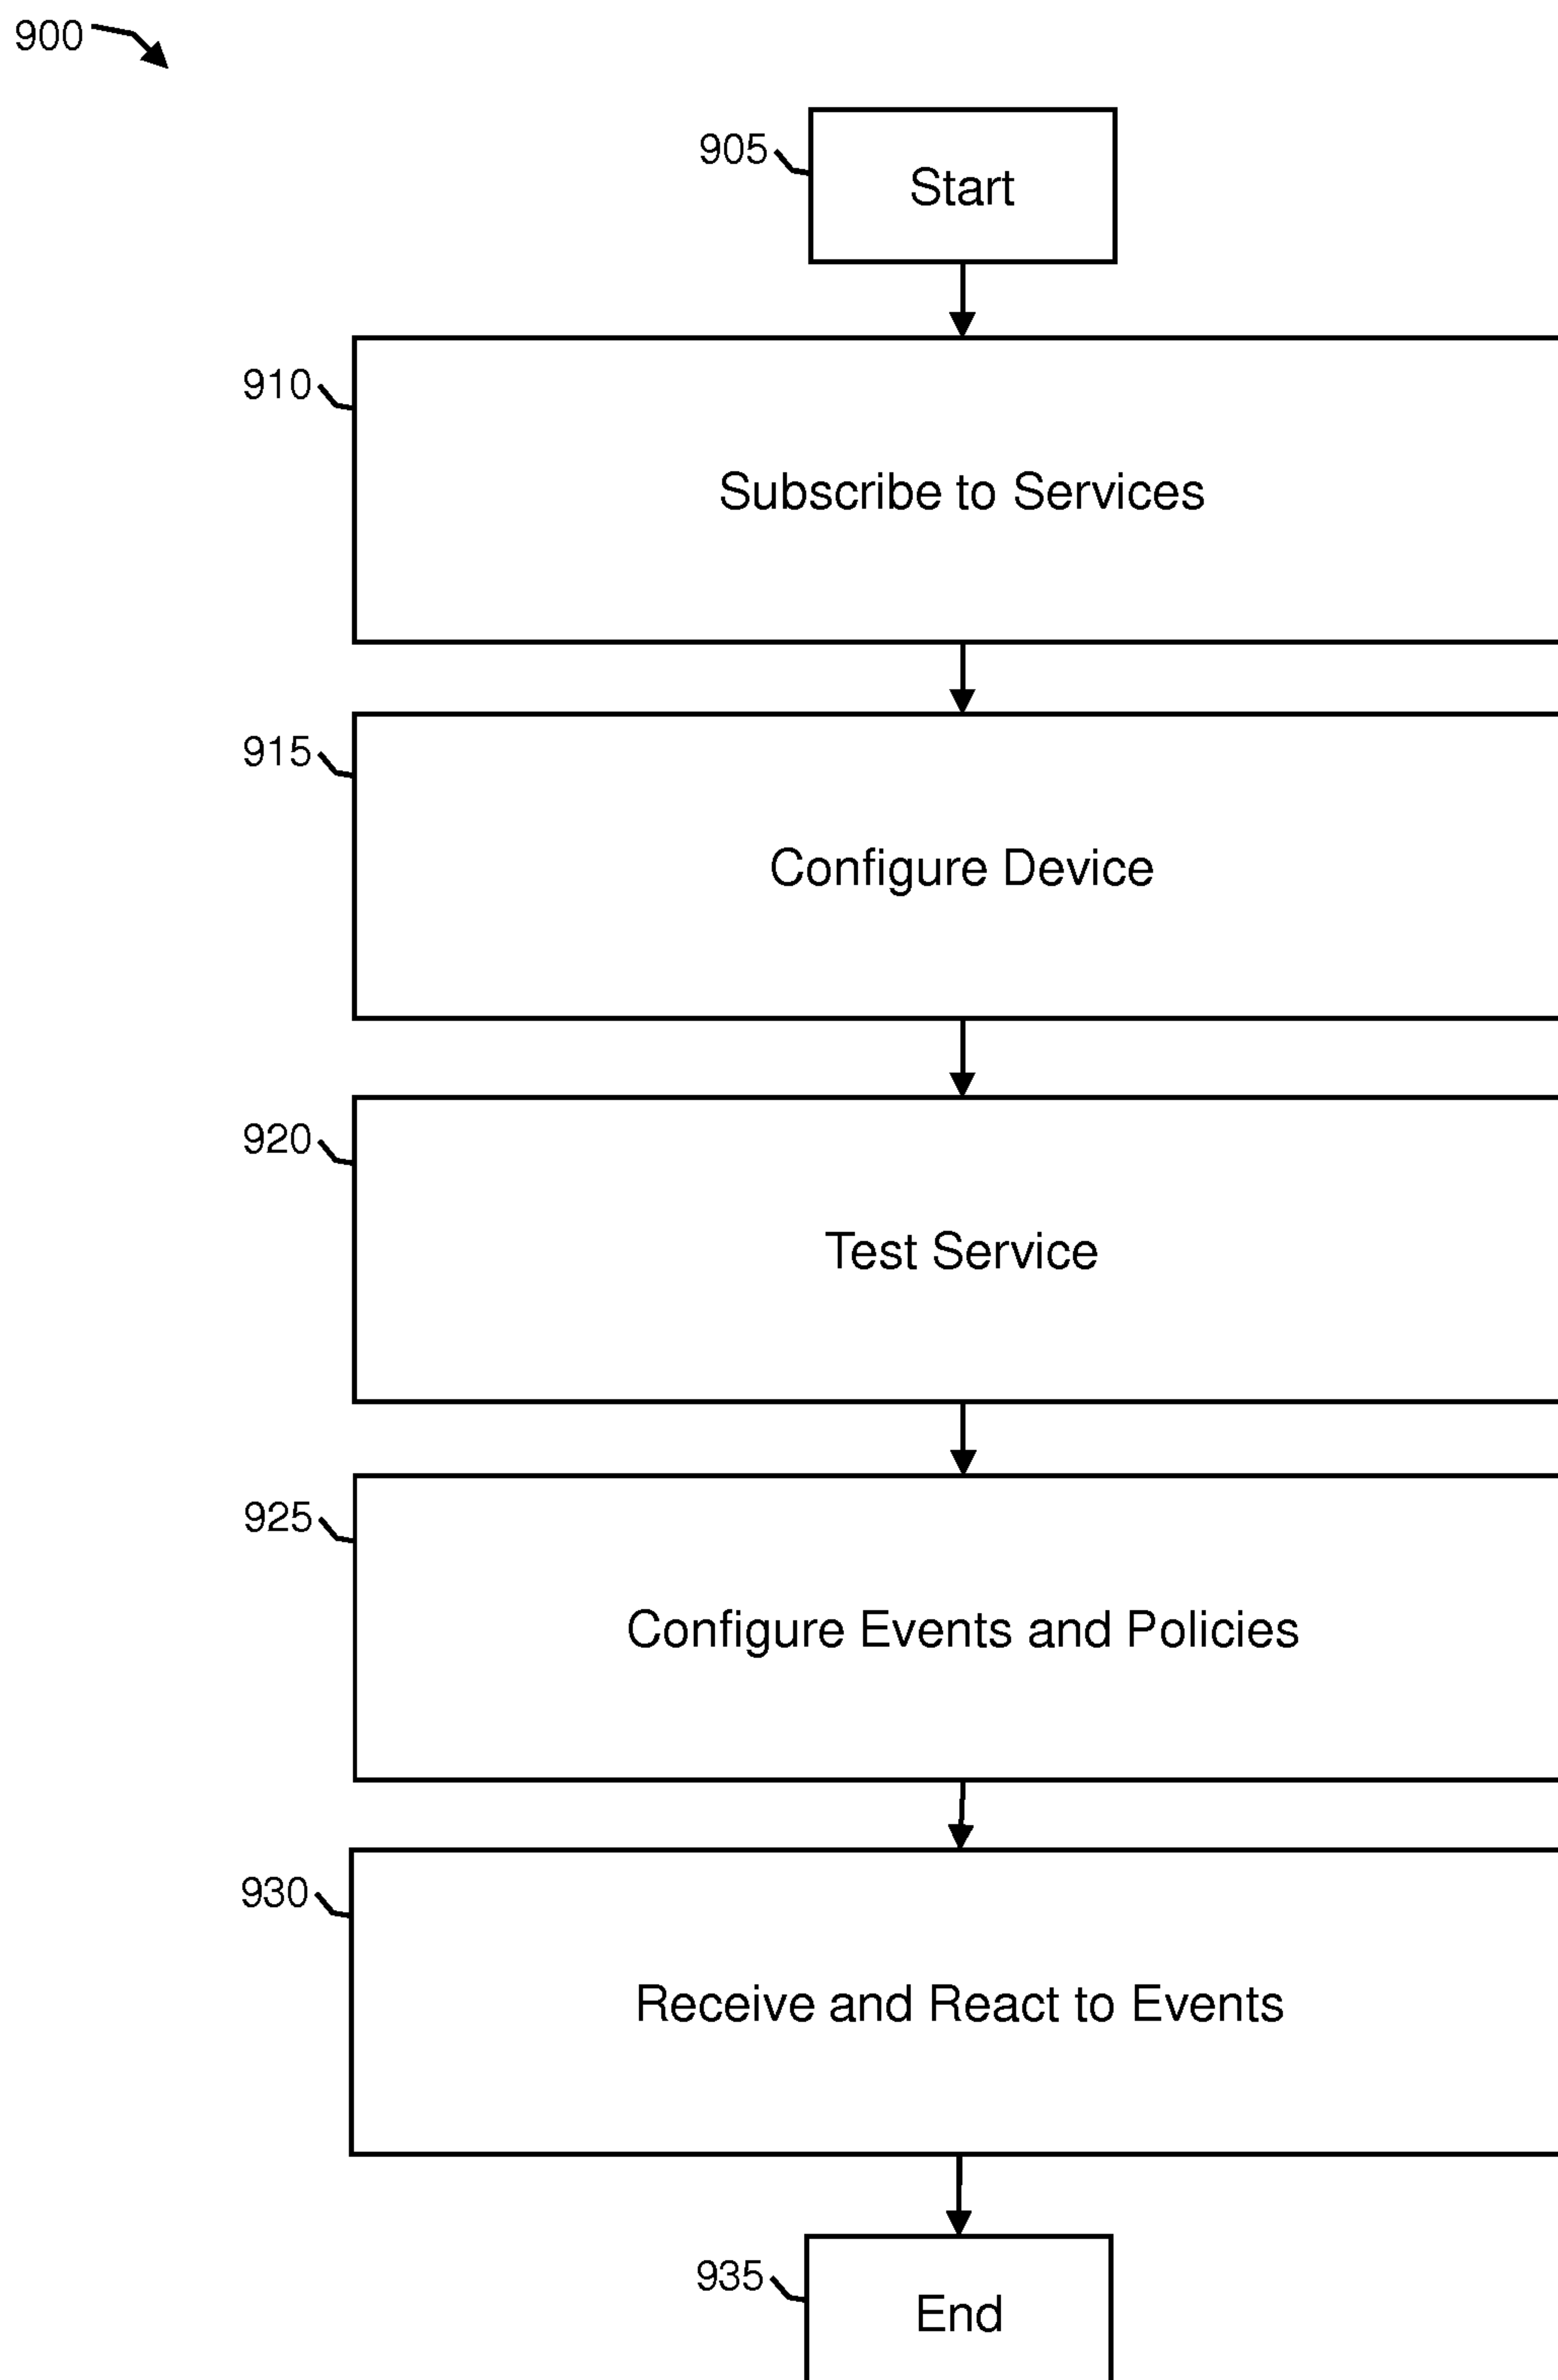 900
905
Start
910
Subscribe to Services
915
Configure Device
920
Test Service
925
Configure Events and Policies
930
Receive and React to Events
935
End